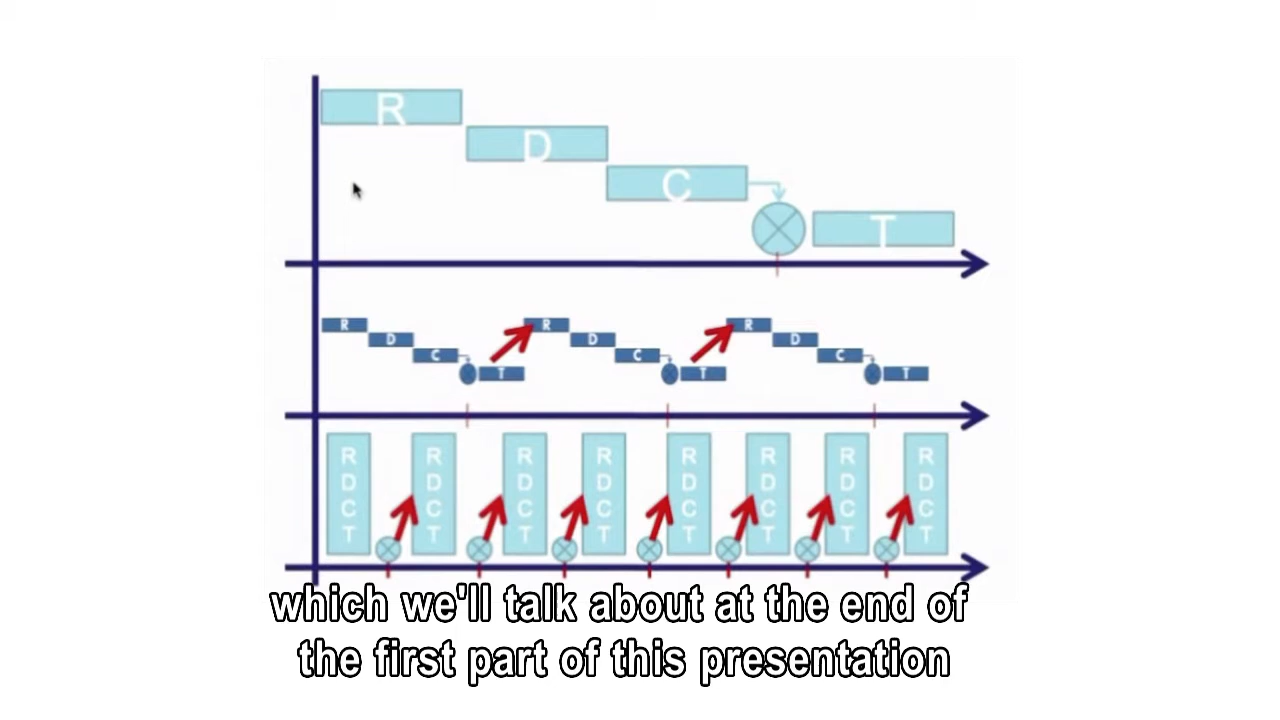 R
D
C
T
R D C T R D C T R D C T
R R R R R R R R
D D D D D D D D
C C C C C C C C
T T T T T T T T
which we'll talk about at the end of
the first part of this presentation